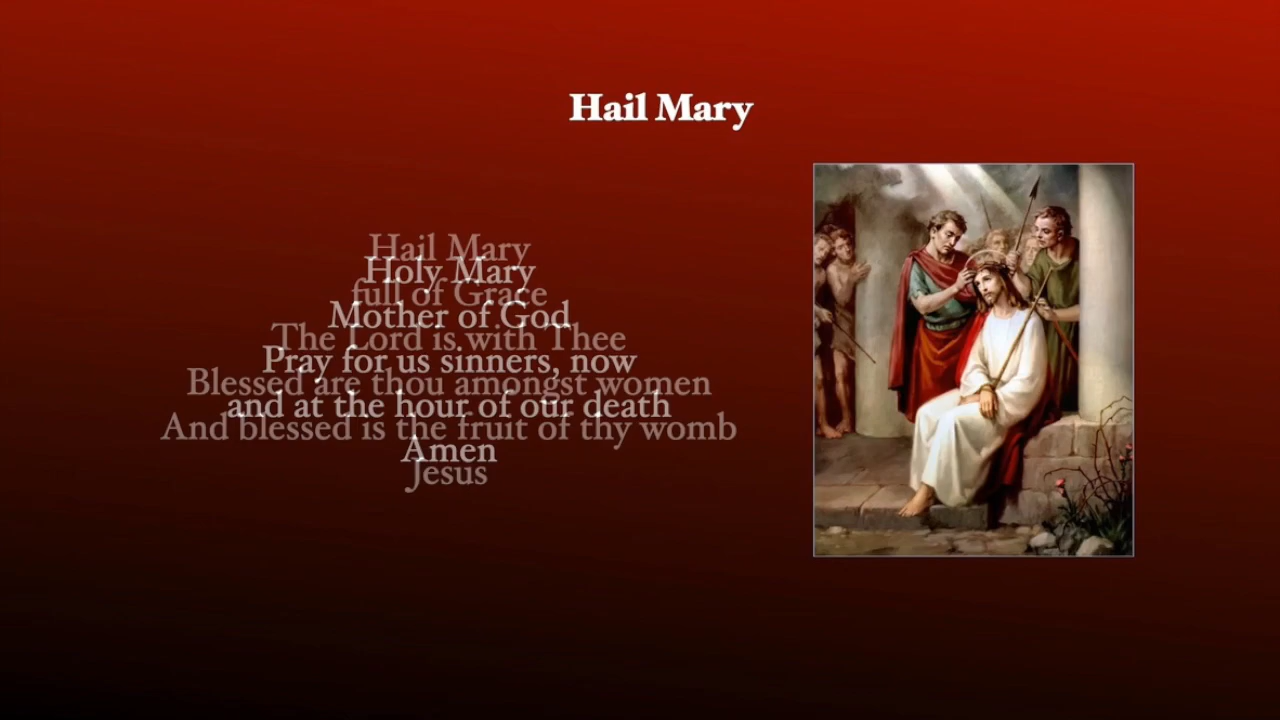 Hail Mary
Hail Mary
full of Grace
The Lord is with Thee
Blessed are thou amongst women
And blessed is the fruit of thy womb
Jesus
Holy Mary
Mother of God
Pray for us sinners, now
and at the hour of our death
Amen